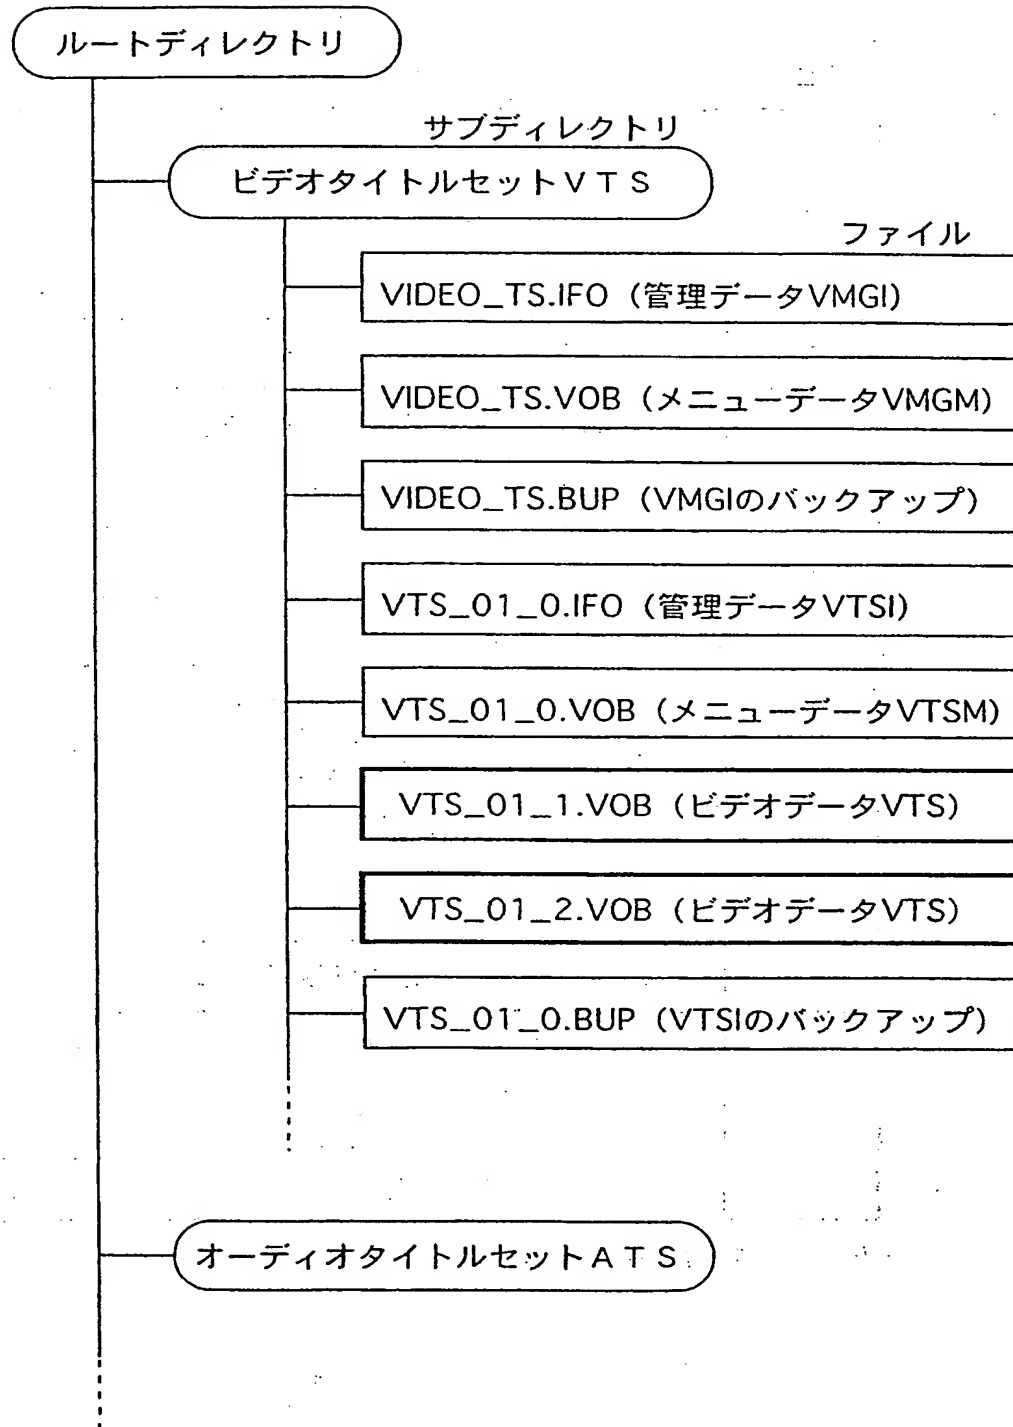 ルートディレクトリ
サブディレクトリ
ビデオタイトルセットＶＴＳ
ファイル
VIDEO_TS.IFO（管理データVMGI）
VIDEO_TS.VOB（メニューデータVMGM）
VIDEO_TS.BUP（VMGIのバックアップ）
VTS_01_0.IFO（管理データVTSI）
VTS_01_0.VOB（メニューデータVTSM）
VTS_01_1.VOB（ビデオデータVTS）
VTS_01_2.VOB（ビデオデータVTS）
VTS_01_0.BUP（VTSIのバックアップ）
オーディオタイトルセットＡＴＳ